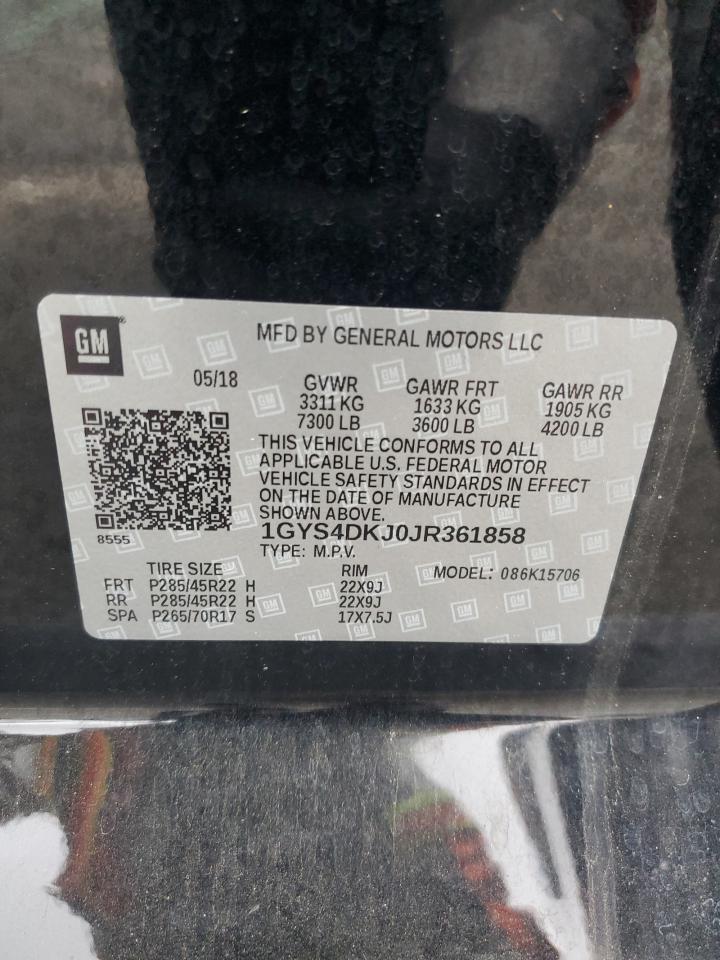 GM
MFD BY GENERAL MOTORS LLC
05/18
GVWR GAWR FRT GAWR RR
3311 KG 1633 KG 1905 KG
7300 LB 3600 LB 4200 LB
THIS VEHICLE CONFORMS TO ALL
APPLICABLE U.S. FEDERAL MOTOR
VEHICLE SAFETY STANDARDS IN EFFECT
ON THE DATE OF MANUFACTURE
SHOWN ABOVE.
8555
1GYS4DKJ0JR361858
TYPE: M.P.V.
TIRE SIZE RIM MODEL: 086K15706
FRT P285/45R22 H 22X9J
RR P285/45R22 H 22X9J
SPA P265/70R17 S 17X7.5J